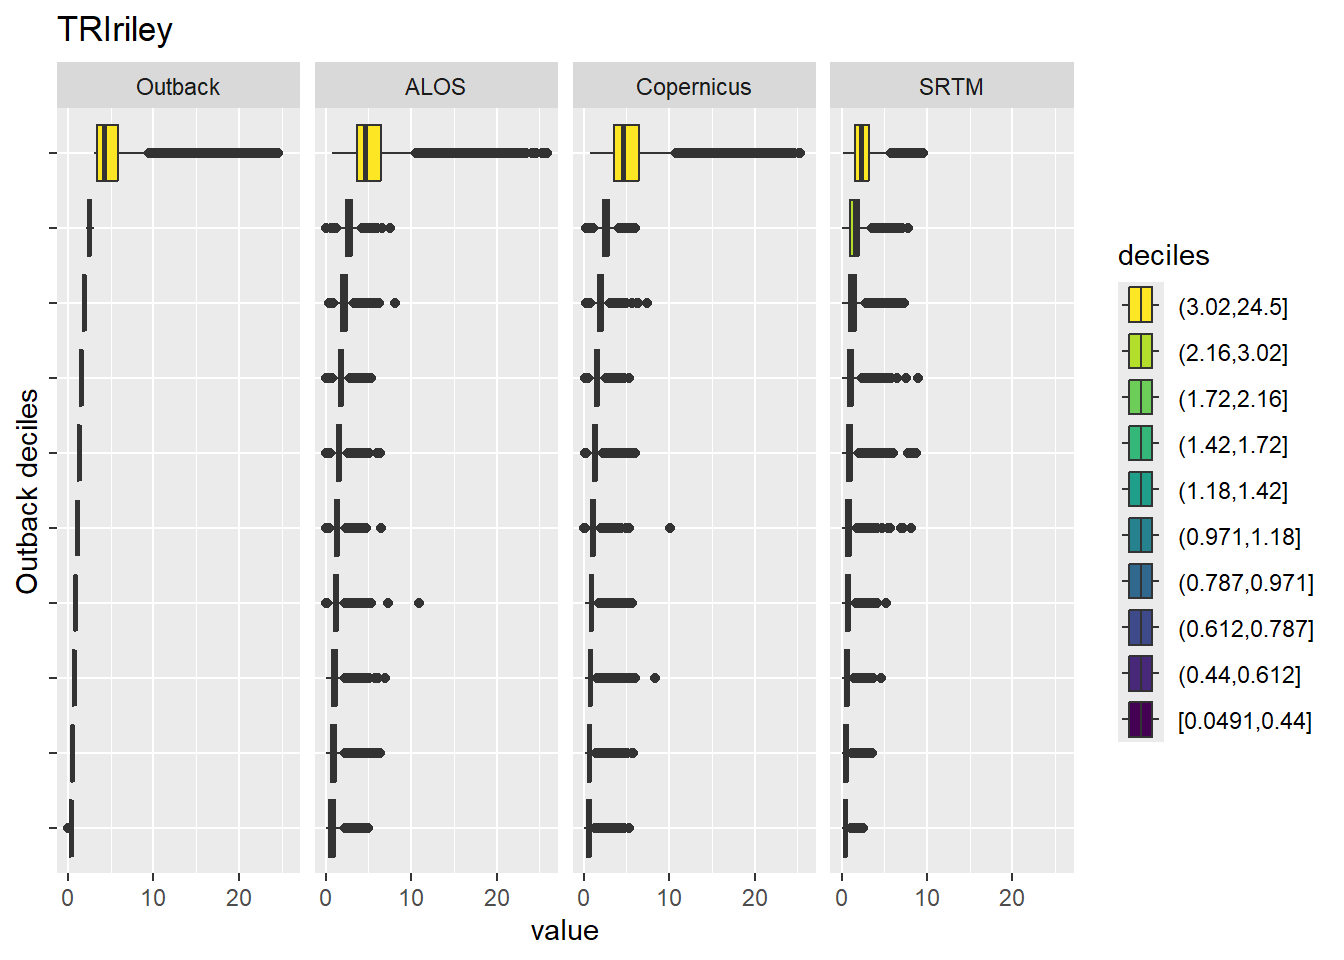 TRIriley
Outback
ALOS
Copernicus
SRTM
Outback deciles
0 10 20
0 10 20
0 10 20
0 10 20
value
deciles
(3.02,24.5]
(2.16,3.02]
(1.72,2.16]
(1.42,1.72]
(1.18,1.42]
(0.971,1.18]
(0.787,0.971]
(0.612,0.787]
(0.44,0.612]
[0.0491,0.44]